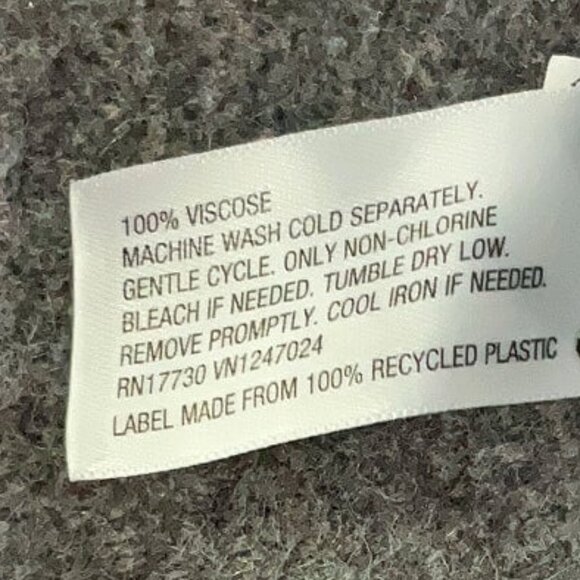 100% VISCOSE
MACHINE WASH COLD SEPARATELY.
GENTLE CYCLE. ONLY NON-CHLORINE
BLEACH IF NEEDED. TUMBLE DRY LOW.
REMOVE PROMPTLY. COOL IRON IF NEEDED.
RN17730 VN1247024
LABEL MADE FROM 100% RECYCLED PLASTIC